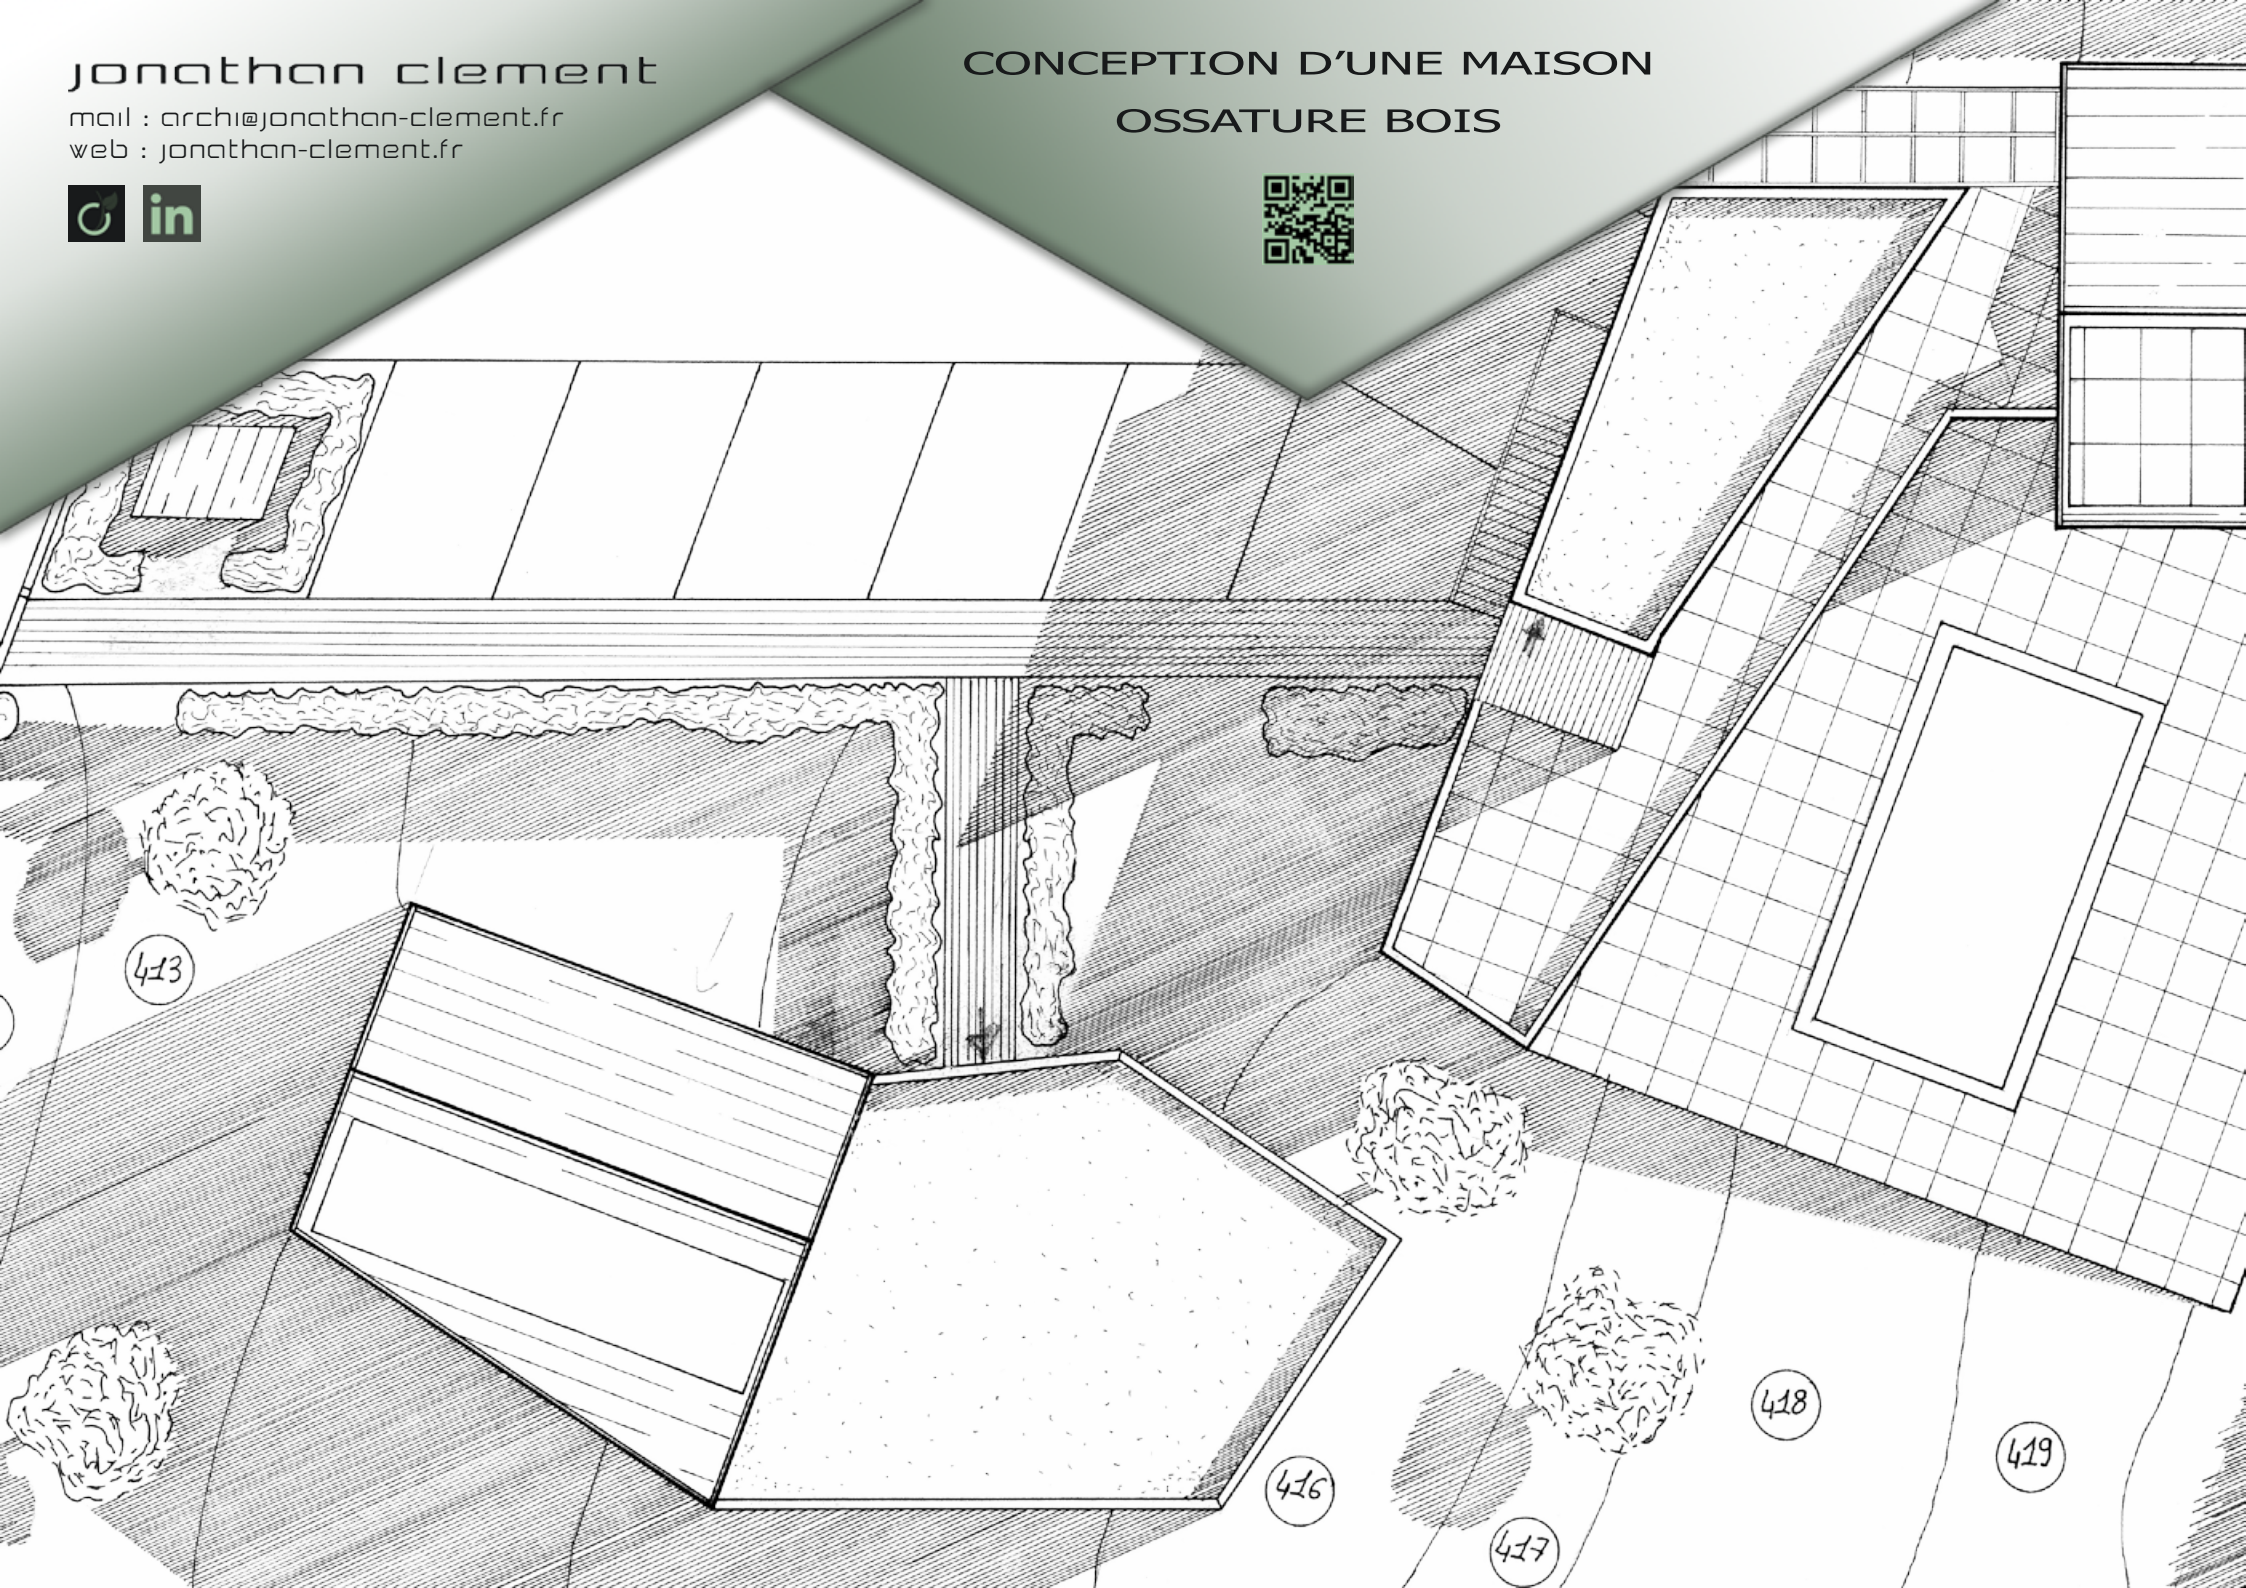 jonathan clement
mail : archi@jonathan-clement.fr
web : jonathan-clement.fr
in
CONCEPTION D'UNE MAISON
OSSATURE BOIS
413
416
417
418
419